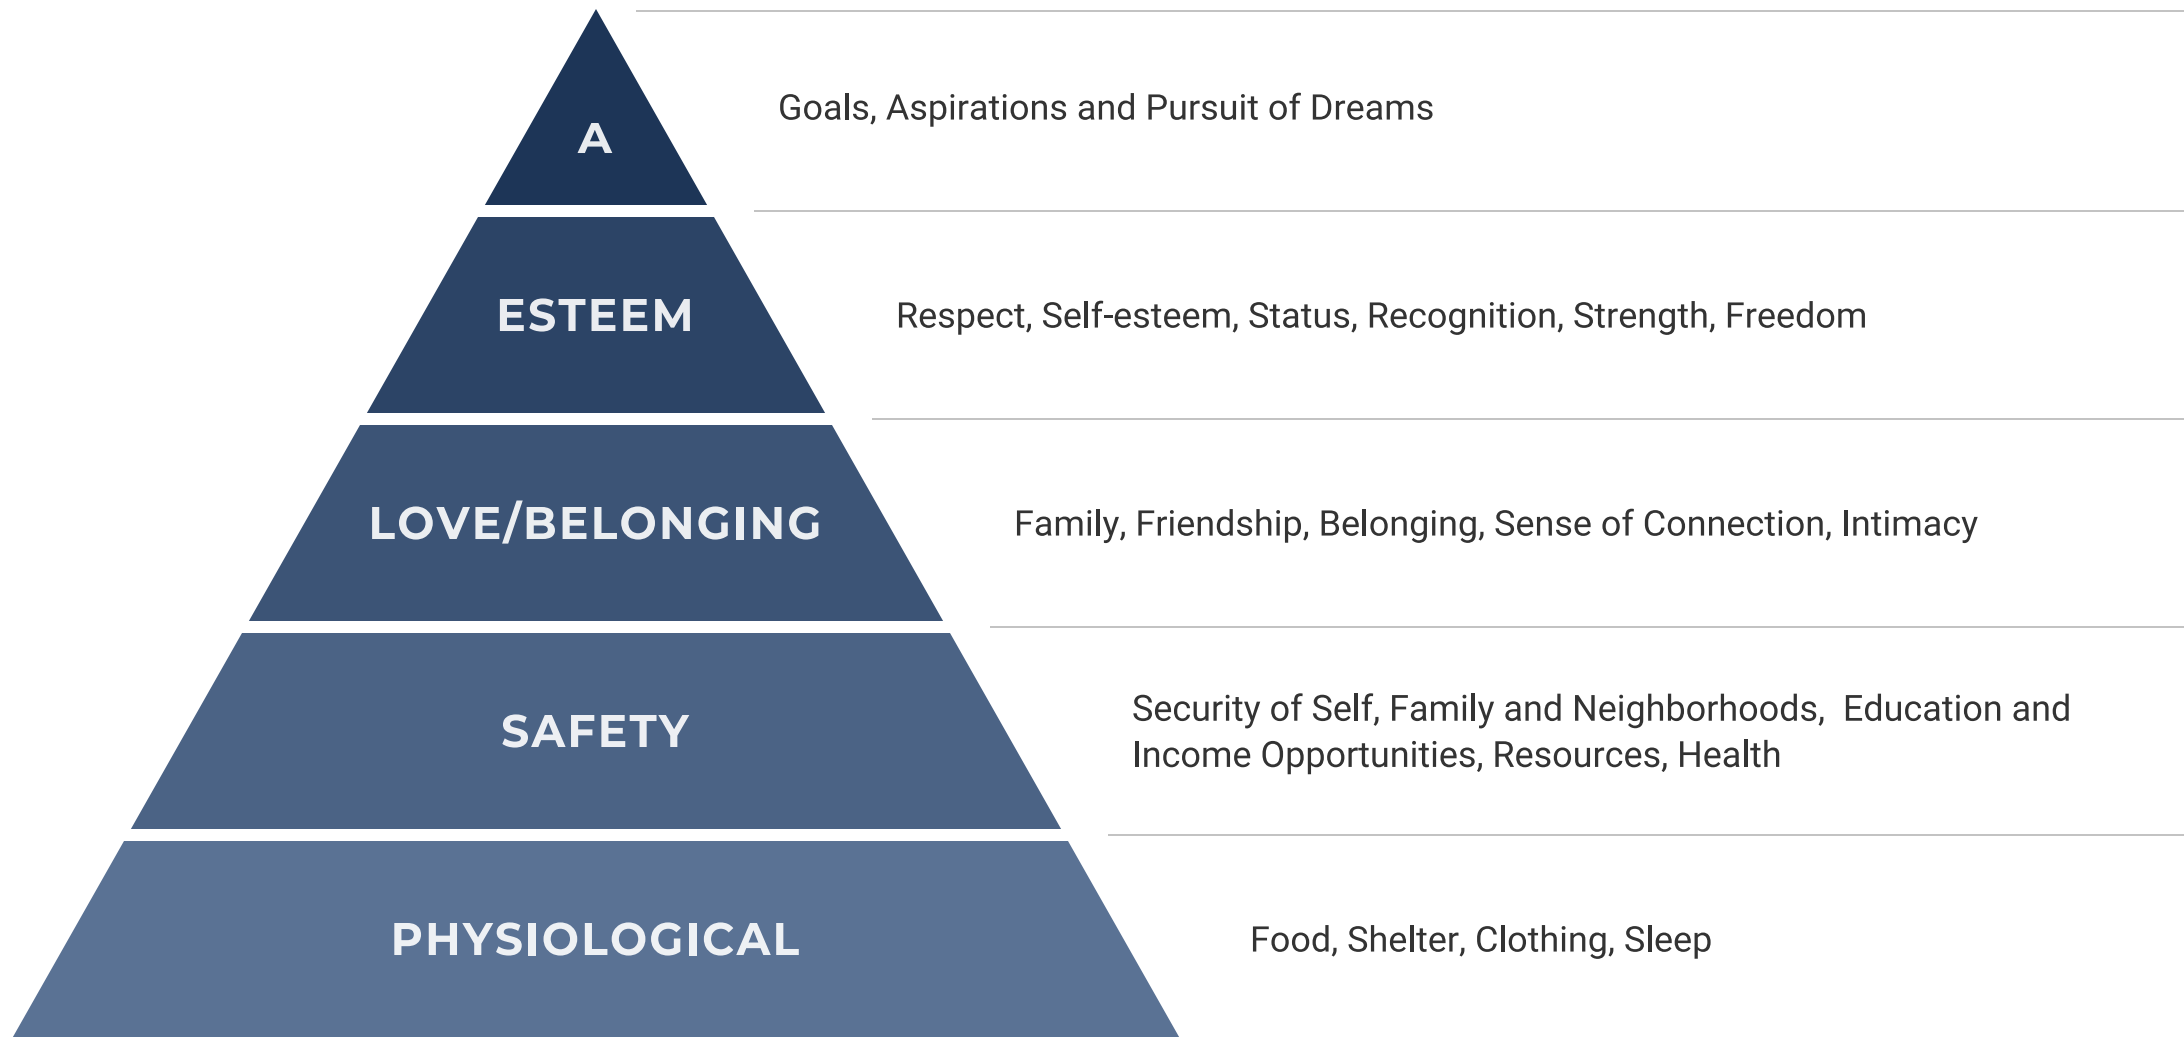 A
Goals, Aspirations and Pursuit of Dreams
ESTEEM
Respect, Self-esteem, Status, Recognition, Strength, Freedom
LOVE/BELONGING
Family, Friendship, Belonging, Sense of Connection, Intimacy
SAFETY
Security of Self, Family and Neighborhoods,  Education and
Income Opportunities, Resources, Health
PHYSIOLOGICAL
Food, Shelter, Clothing, Sleep